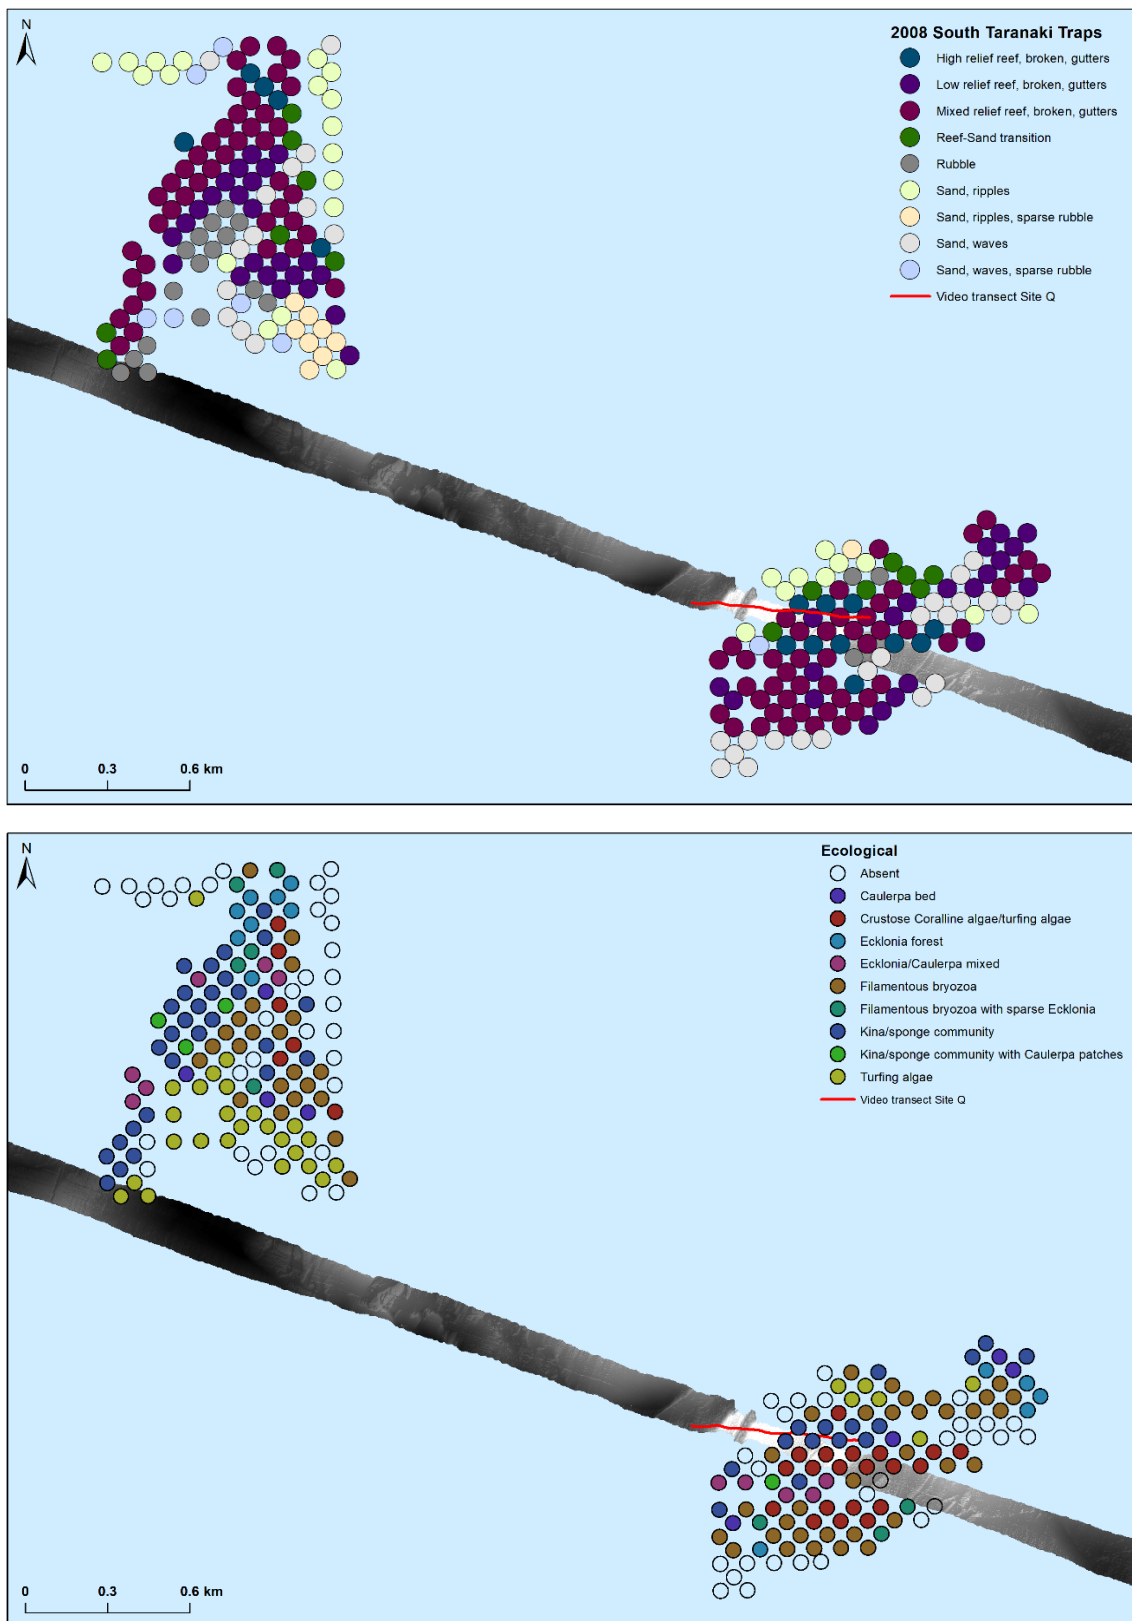 N
2008 South Taranaki Traps
High relief reef, broken, gutters
Low relief reef, broken, gutters
Mixed relief reef, broken, gutters
Reef-Sand transition
Rubble
Sand, ripples
Sand, ripples, sparse rubble
Sand, waves
Sand, waves, sparse rubble
Video transect Site Q
0 0.3 0.6 km
N
Ecological
Absent
Caulerpa bed
Crustose Coralline algae/turfing algae
Ecklonia forest
Ecklonia/Caulerpa mixed
Filamentous bryozoa
Filamentous bryozoa with sparse Ecklonia
Kina/sponge community
Kina/sponge community with Caulerpa patches
Turfing algae
Video transect Site Q
0 0.3 0.6 km